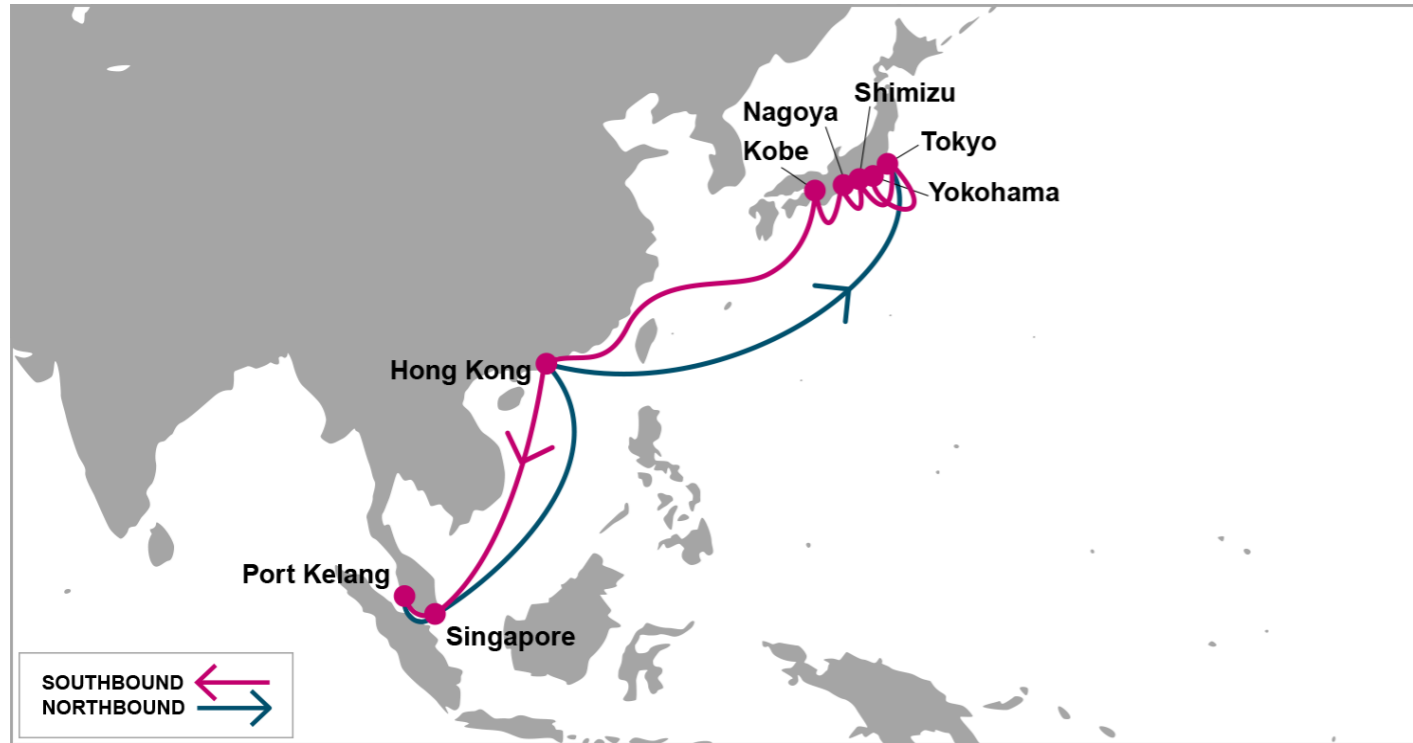 Shimizu
Nagoya
Tokyo
Kobe
Yokohama
Hong Kong
Port Kelang
Singapore
SOUTHBOUND
NORTHBOUND